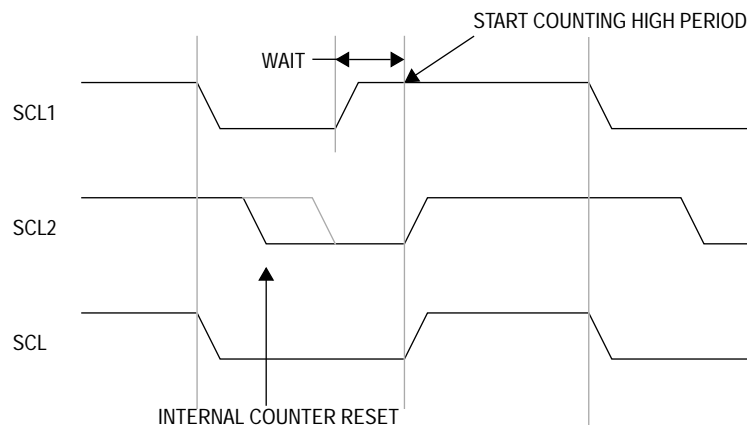 START COUNTING HIGH PERIOD
WAIT
SCL1
SCL2
SCL
INTERNAL COUNTER RESET